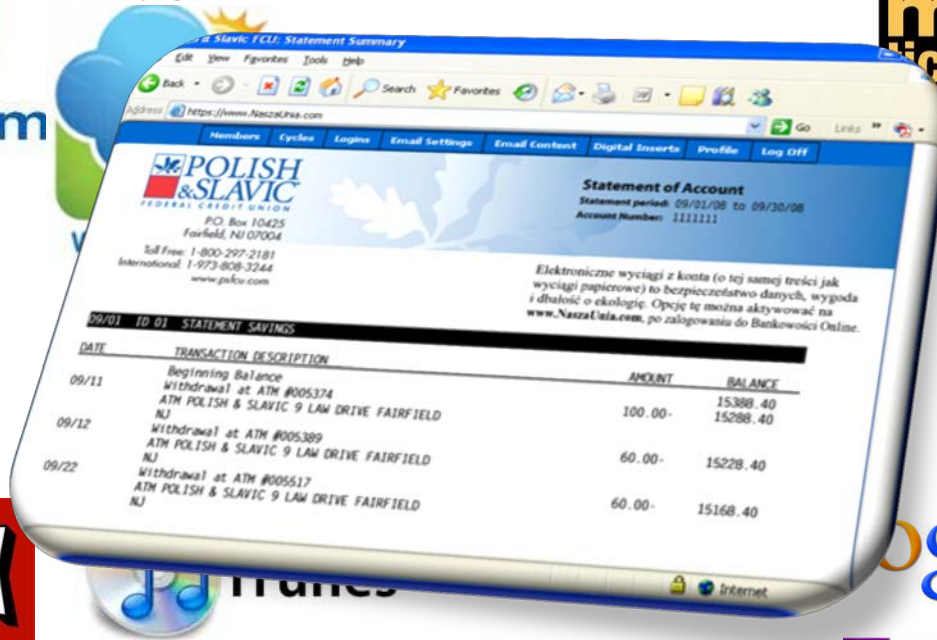 & Slavic FCU: Statement Summary
Edit View Favorites Tools Help
Back Search Favorites
Address https://www.NaszaUnia.com Go Links
Members Cycles Logins Email Settings Email Content Digital Inserts Profile Log Off
POLISH
&SLAVIC
FEDERAL CREDIT UNION
P.O. Box 10425
Fairfield, NJ 07004
Toll Free: 1-800-297-2181
International: 1-973-808-3244
www.psfcu.com
Statement of Account
Statement period: 09/01/08 to 09/30/08
Account Number: 1111111
Elektroniczne wyciągi z konta (o tej samej treści jak
wyciągi papierowe) to bezpieczeństwo danych, wygoda
i dbałość o ekologię. Opcję tę można aktywować na
www.NaszaUnia.com, po zalogowaniu do Bankowości Online.
09/01 ID 01 STATEMENT SAVINGS
DATE TRANSACTION DESCRIPTION AMOUNT BALANCE
Beginning Balance 15388.40
09/11 Withdrawal at ATM #005374 100.00- 15288.40
ATM POLISH & SLAVIC 9 LAW DRIVE FAIRFIELD
NJ
09/12 Withdrawal at ATM #005389 60.00- 15228.40
ATM POLISH & SLAVIC 9 LAW DRIVE FAIRFIELD
NJ
09/22 Withdrawal at ATM #005517 60.00- 15168.40
ATM POLISH & SLAVIC 9 LAW DRIVE FAIRFIELD
NJ
Internet
m
iTunes